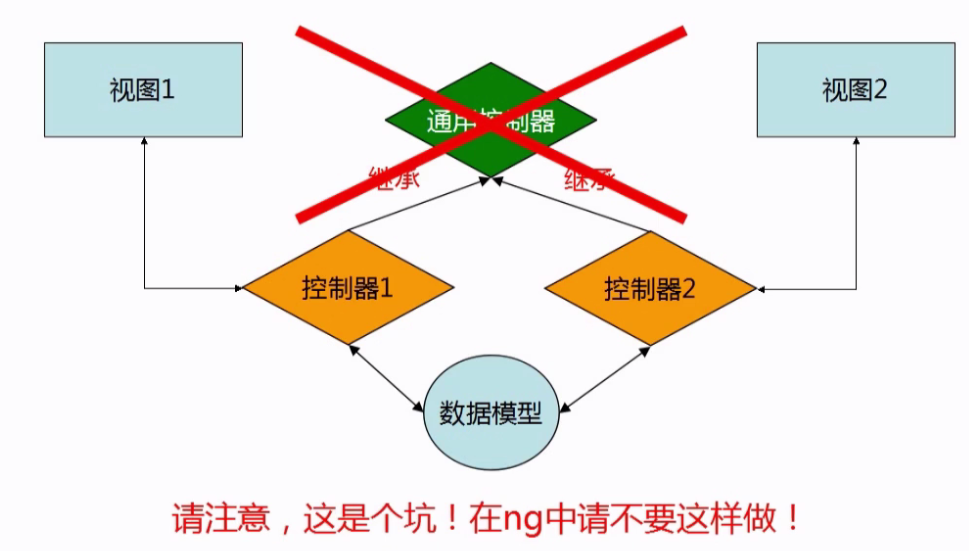 视图1
视图2
通用控制器
继承
继承
控制器1
控制器2
数据模型
请注意，这是个坑！在ng中请不要这样做！